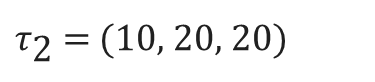 τ2 = (10, 20, 20)